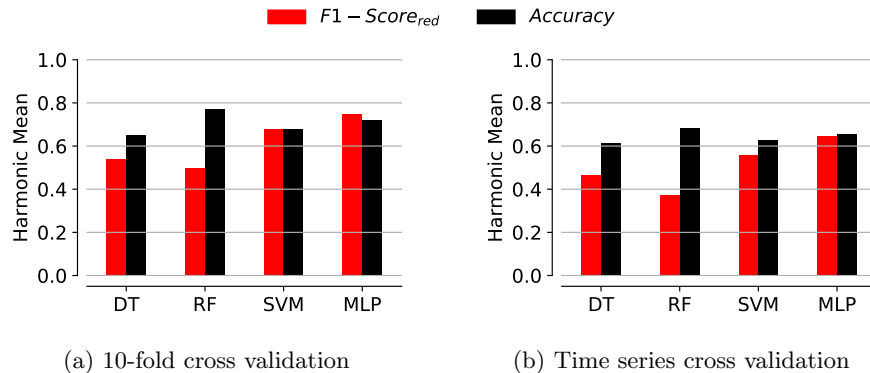 F1 − Score_red Accuracy
Harmonic Mean
1.0
0.8
0.6
0.4
0.2
0.0
DT RF SVM MLP
(a) 10-fold cross validation
Harmonic Mean
1.0
0.8
0.6
0.4
0.2
0.0
DT RF SVM MLP
(b) Time series cross validation